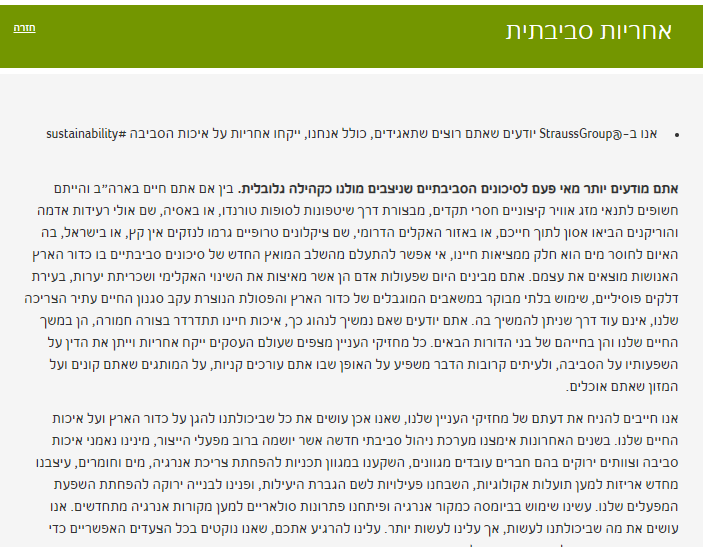 אחריות סביבתית
חזרה
אנו ב-@StraussGroup יודעים שאתם רוצים שתאגידים, כולל אנחנו, ייקחו אחריות על איכות הסביבה #sustainability
אתם מודעים יותר מאי פעם לסיכונים הסביבתיים שניצבים מולנו כקהילה גלובלית. בין אם אתם חיים בארה״ב והייתם
חשופים לתנאי מזג אוויר קיצוניים חסרי תקדים, מבצורת דרך שיטפונות לסופות טורנדו, או באסיה, שם אולי רעידות אדמה
והוריקנים הביאו אסון לתוך חייכם, או באזור האקלים הדרומי, שם ציקלונים טרופיים גרמו לנזקים אין קץ, או בישראל, בה
האיום לחוסר מים הוא חלק ממציאות חיינו, אי אפשר להתעלם מהשלב המואץ החדש של סיכונים סביבתיים בו כדור הארץ
האנושות מוצאים את עצמם. אתם מבינים היום שפעולות אדם הן אשר מאיצות את השינוי האקלימי ושכריתת יערות, בעירת
דלקים פוסיליים, שימוש בלתי מבוקר במשאבים המוגבלים של כדור הארץ והפסולת הנוצרת עקב סגנון החיים עתיר הצריכה
שלנו, אינם עוד דרך שניתן להמשיך בה. אתם יודעים שאם נמשיך לנהוג כך, איכות חיינו תתדרדר בצורה חמורה, הן במשך
החיים שלנו והן בחייהם של בני הדורות הבאים. כל מחזיקי העניין מצפים שעולם העסקים ייקח אחריות וייתן את הדין על
השפעותיו על הסביבה, ולעיתים קרובות הדבר משפיע על האופן שבו אתם עורכים קניות, על המותגים שאתם קונים ועל
המזון שאתם אוכלים.
אנו חייבים להניח את דעתם של מחזיקי העניין שלנו, שאנו אכן עושים את כל שביכולתנו להגן על כדור הארץ ועל איכות
החיים שלנו. בשנים האחרונות אימצנו מערכת ניהול סביבתי חדשה אשר יושמה ברוב מפעלי הייצור, מינינו נאמני איכות
סביבה וצוותים ירוקים בהם חברים עובדים מגוונים, השקענו במגוון תכניות להפחתת צריכת אנרגיה, מים וחומרים, עיצבנו
מחדש אריזות למען תועלות אקולוגיות, השבחנו פעילויות לשם הגברת היעילות, ופנינו לבנייה ירוקה להפחתת השפעת
המפעלים שלנו. עשינו שימוש בביומסה כמקור אנרגיה ופיתחנו פתרונות סולאריים למען מקורות אנרגיה מתחדשים. אנו
עושים את מה שביכולתנו לעשות, אך עלינו לעשות יותר. עלינו להרגיע אתכם, שאנו נוקטים בכל הצעדים האפשריים כדי